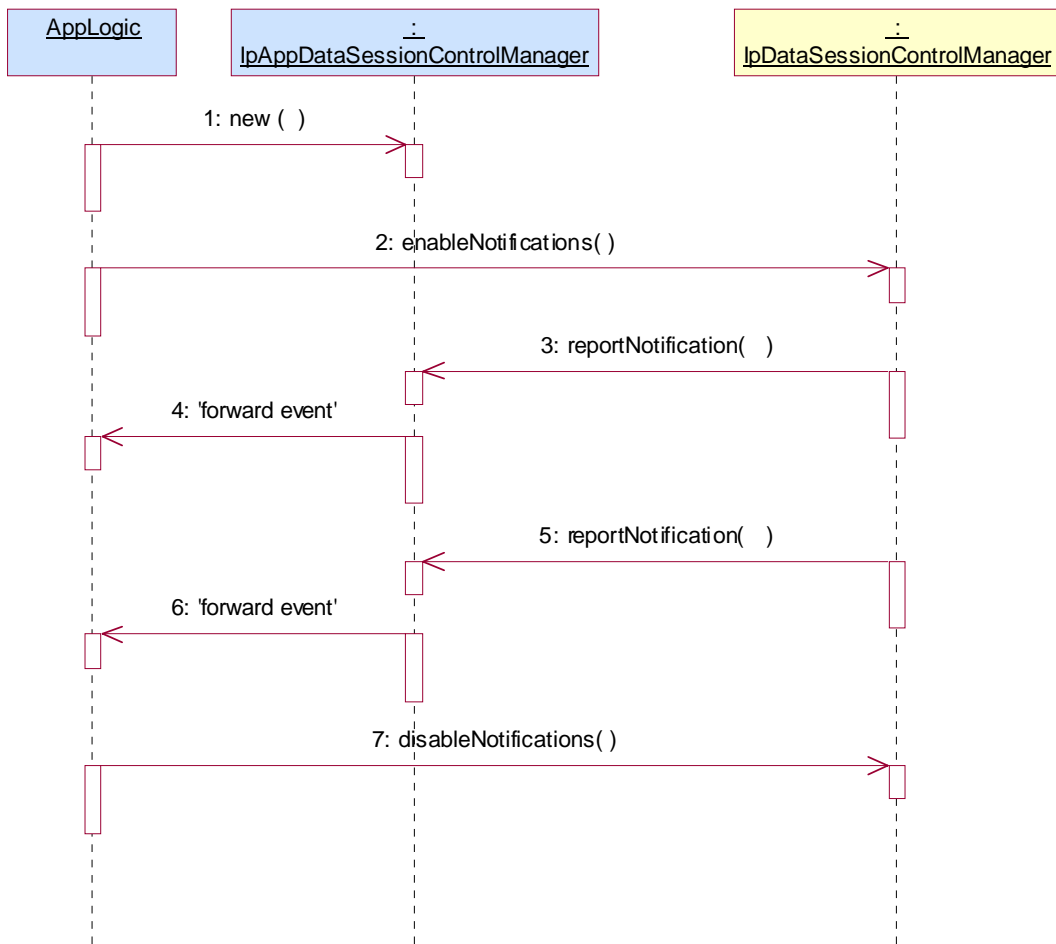 AppLogic
:
IpAppDataSessionControlManager
:
IpDataSessionControlManager
1: new ( )
2: enableNotifications( )
3: reportNotification( )
4: 'forward event'
5: reportNotification( )
6: 'forward event'
7: disableNotifications( )